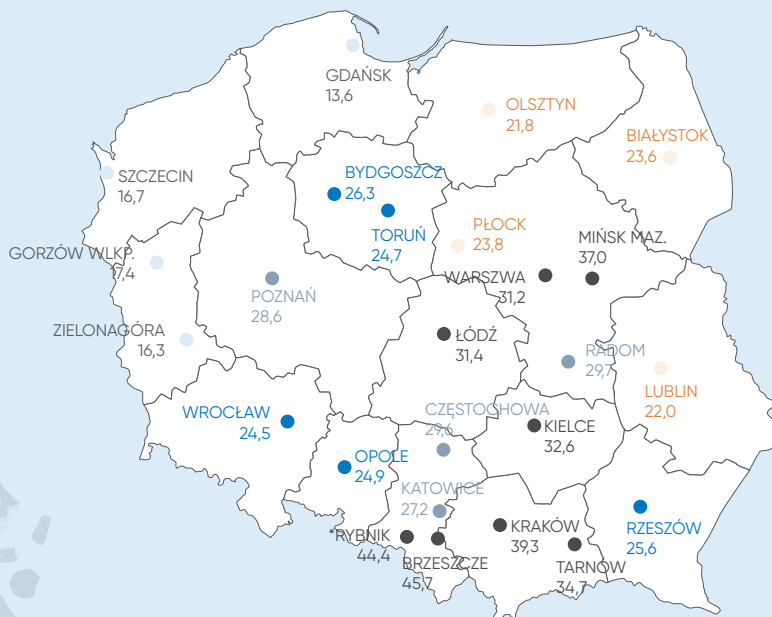 GDAŃSK
13,6
OLSZTYN
21,8
BIAŁYSTOK
23,6
SZCZECIN
16,7
BYDGOSZCZ
26,3
TORUŃ
24,7
PŁOCK
23,8
MIŃSK MAZ.
37,0
GORZÓW WLKP.
7,4
WARSZWA
31,2
POZNAŃ
28,6
ZIELONAGÓRA
16,3
ŁÓDŹ
31,4
RADOM
29,7
LUBLIN
22,0
WROCŁAW
24,5
CZĘSTOCHOWA
29,6
KIELCE
32,6
OPOLE
24,9
KATOWICE
27,2
*RYBNIK
44,4
BRZESZCZE
45,7
KRAKÓW
39,3
TARNÓW
34,7
RZESZÓW
25,6